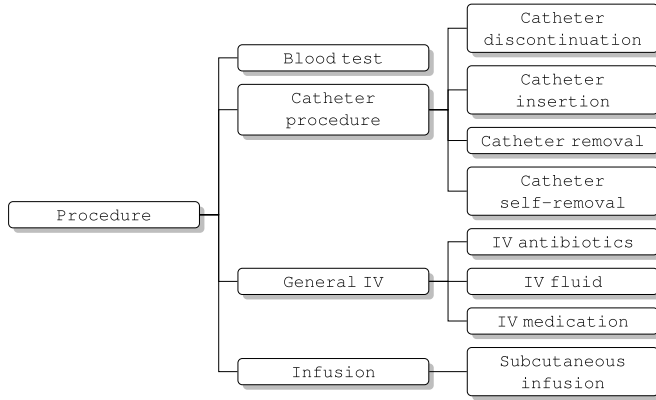 Procedure
Blood test
Catheter
procedure
Catheter
discontinuation
Catheter
insertion
Catheter removal
Catheter
self-removal
General IV
IV antibiotics
IV fluid
IV medication
Infusion
Subcutaneous
infusion